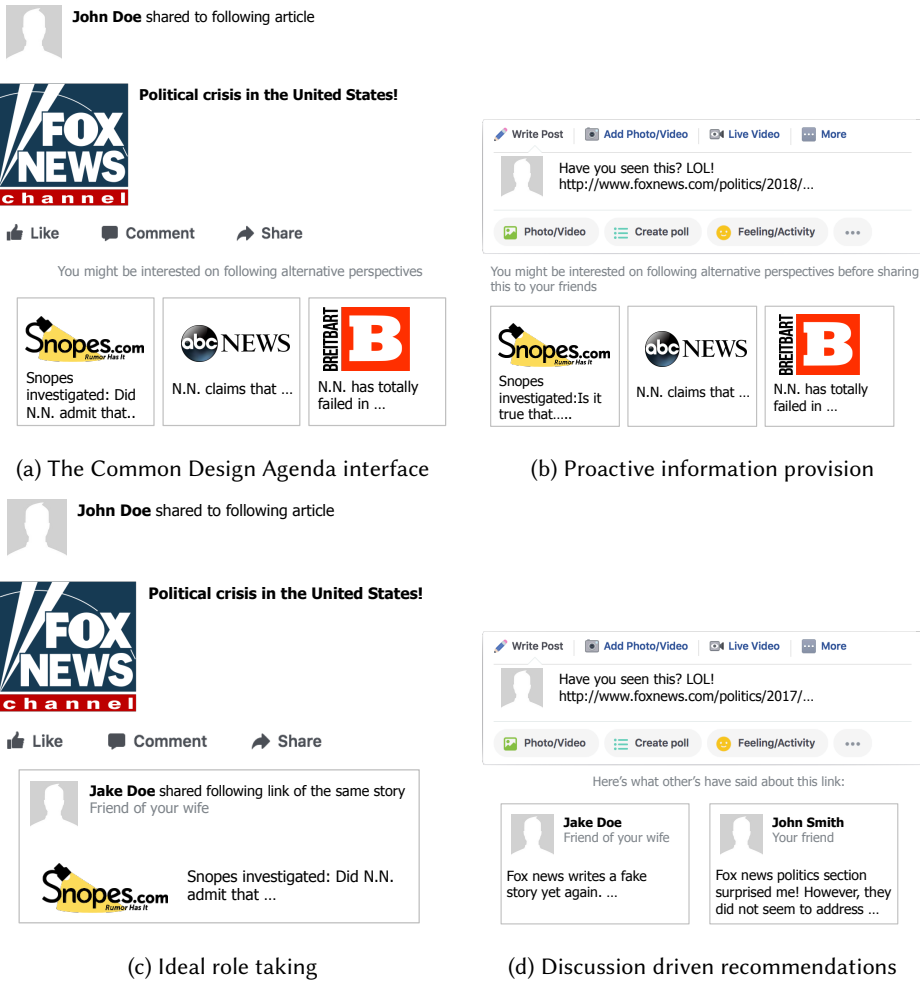 John Doe shared to following article
FOX
NEWS
channel
Political crisis in the United States!
Like Comment Share
You might be interested on following alternative perspectives
Snopes.com
Rumor Has It
Snopes
investigated: Did
N.N. admit that..
abc NEWS
N.N. claims that ...
BREITBART
B
N.N. has totally
failed in ...
(a) The Common Design Agenda interface
Write Post Add Photo/Video Live Video More
Have you seen this? LOL!
http://www.foxnews.com/politics/2018/...
Photo/Video Create poll Feeling/Activity
You might be interested on following alternative perspectives before sharing
this to your friends
Snopes.com
Rumor Has It
Snopes
investigated:Is it
true that.....
abc NEWS
N.N. claims that ...
BREITBART
B
N.N. has totally
failed in ...
(b) Proactive information provision
John Doe shared to following article
FOX
NEWS
channel
Political crisis in the United States!
Like Comment Share
Jake Doe shared following link of the same story
Friend of your wife
Snopes.com
Rumor Has It
Snopes investigated: Did N.N.
admit that ...
(c) Ideal role taking
Write Post Add Photo/Video Live Video More
Have you seen this? LOL!
http://www.foxnews.com/politics/2017/...
Photo/Video Create poll Feeling/Activity
Here's what other's have said about this link:
Jake Doe
Friend of your wife
Fox news writes a fake
story yet again. ...
John Smith
Your friend
Fox news politics section
surprised me! However, they
did not seem to address ...
(d) Discussion driven recommendations